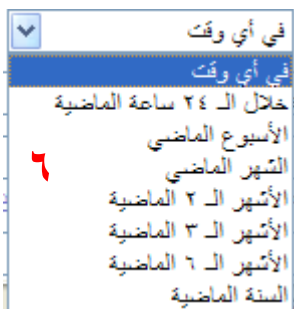 في أي وقت
في أي وقت
خلال الـ ٢٤ ساعة الماضية
الأسبوع الماضي
الشهر الماضي
الأشهر الـ ٢ الماضية
الأشهر الـ ٣ الماضية
الأشهر الـ ٦ الماضية
السنة الماضية
٦